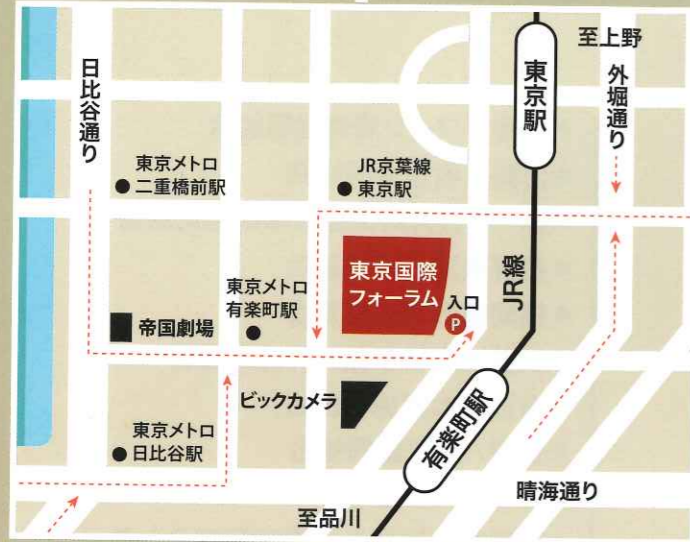 至上野
東京駅
外堀通り
日比谷通り
東京メトロ
二重橋前駅
JR京葉線
東京駅
東京国際
フォーラム
入口
P
JR線
東京メトロ
有楽町駅
帝国劇場
ビックカメラ
有楽町駅
東京メトロ
日比谷駅
晴海通り
至品川